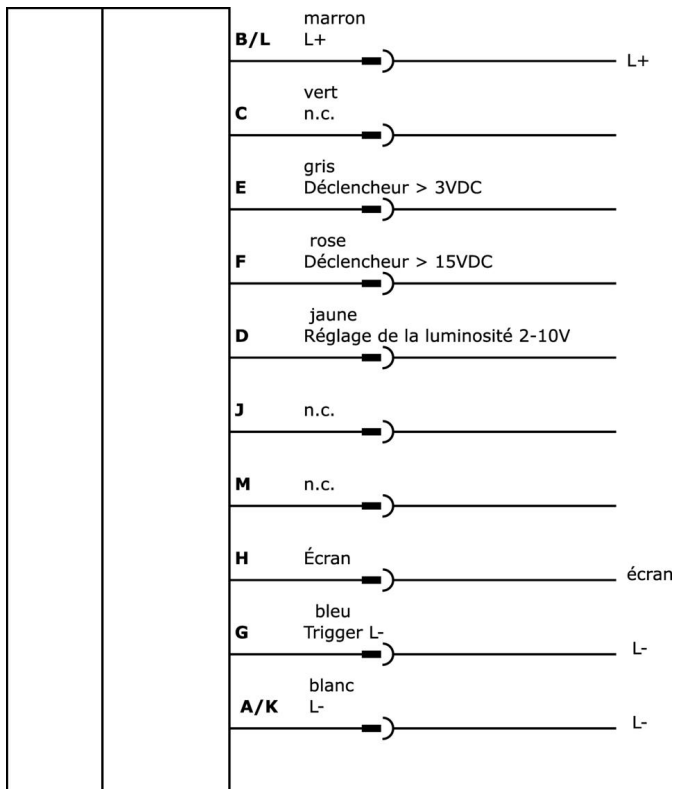 marron
B/L L+
L+
vert
C n.c.
gris
E Déclencheur > 3VDC
rose
F Déclencheur > 15VDC
jaune
D Réglage de la luminosité 2-10V
J n.c.
M n.c.
H Écran
écran
bleu
G Trigger L-
L-
blanc
A/K L-
L-